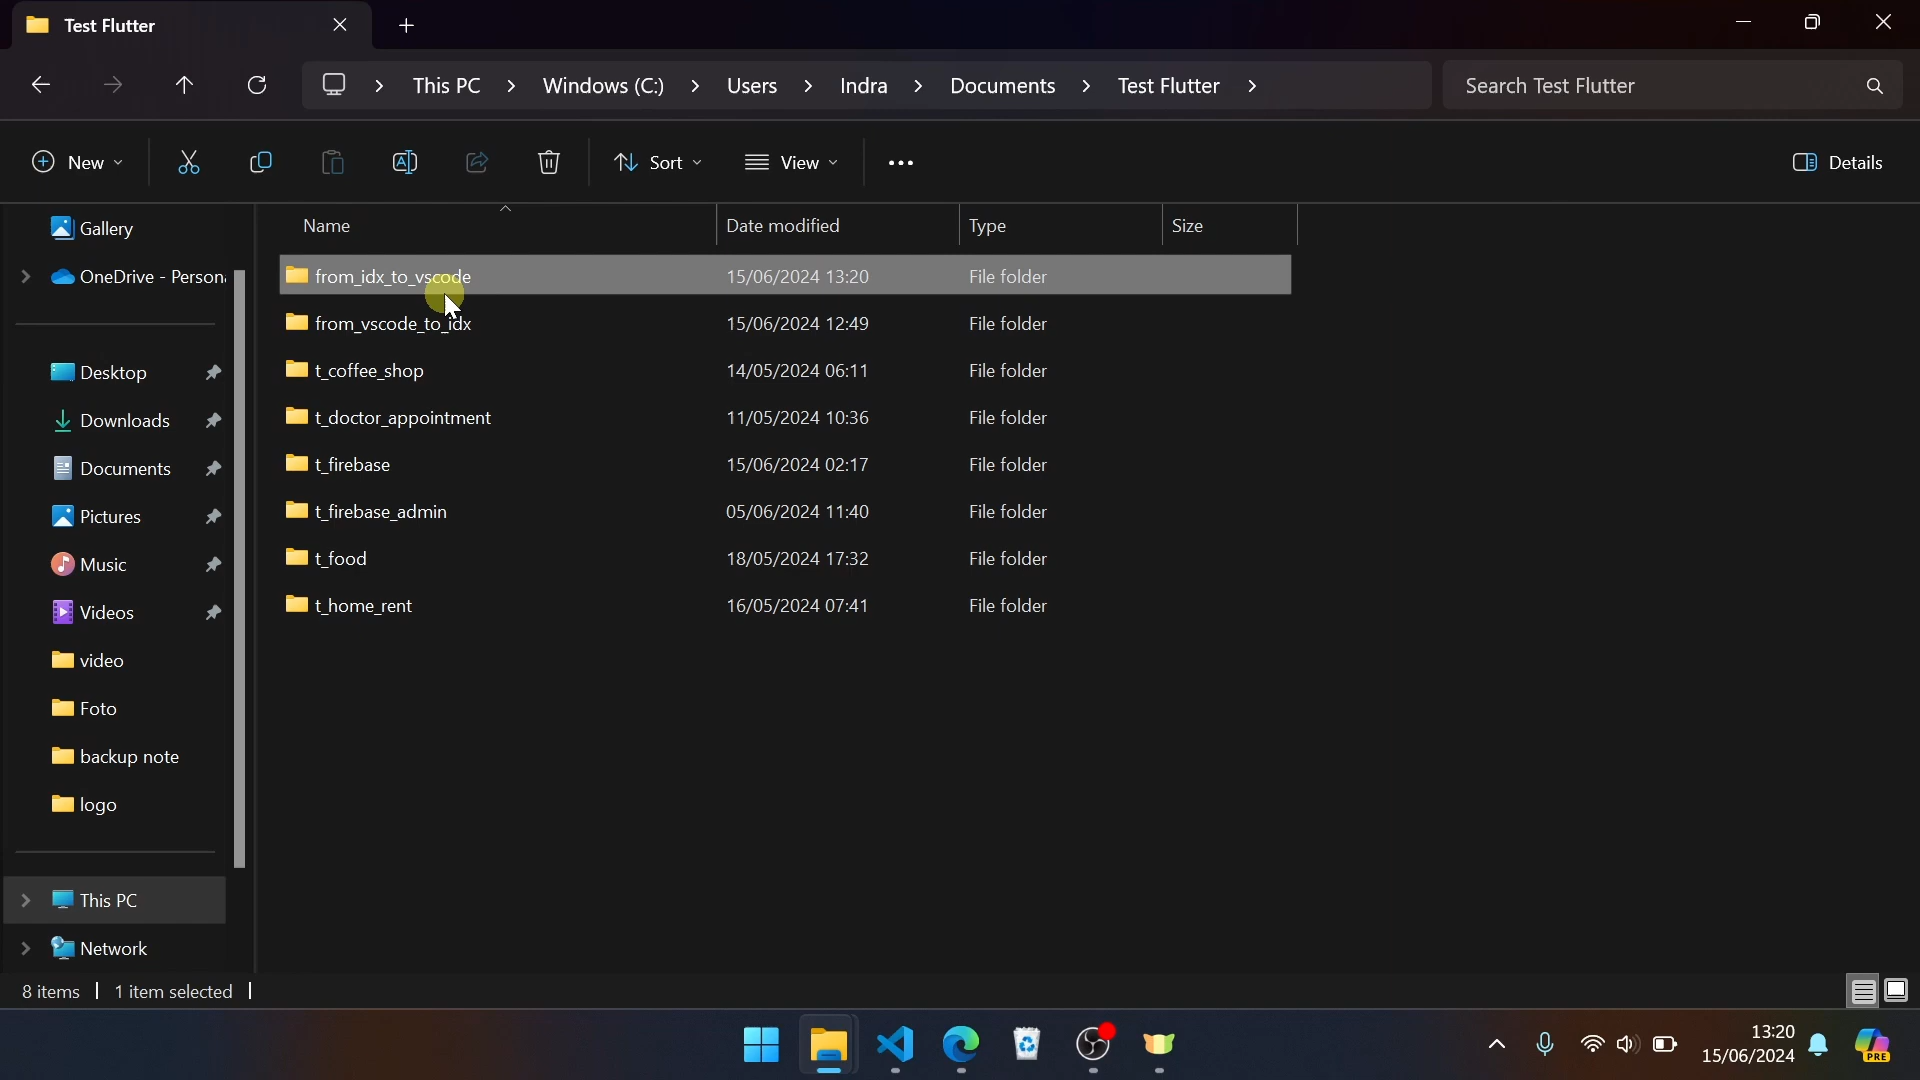 Test Flutter
This PC > Windows (C:) > Users > Indra > Documents > Test Flutter >
Search Test Flutter
New
Sort
View
Details
Gallery
OneDrive - Person
Desktop
Downloads
Documents
Pictures
Music
Videos
video
Foto
backup note
logo
This PC
Network
Name Date modified Type Size
from_idx_to_vscode 15/06/2024 13:20 File folder
from_vscode_to_idx 15/06/2024 12:49 File folder
t_coffee_shop 14/05/2024 06:11 File folder
t_doctor_appointment 11/05/2024 10:36 File folder
t_firebase 15/06/2024 02:17 File folder
t_firebase_admin 05/06/2024 11:40 File folder
t_food 18/05/2024 17:32 File folder
t_home_rent 16/05/2024 07:41 File folder
8 items | 1 item selected |
13:20
15/06/2024
PRE